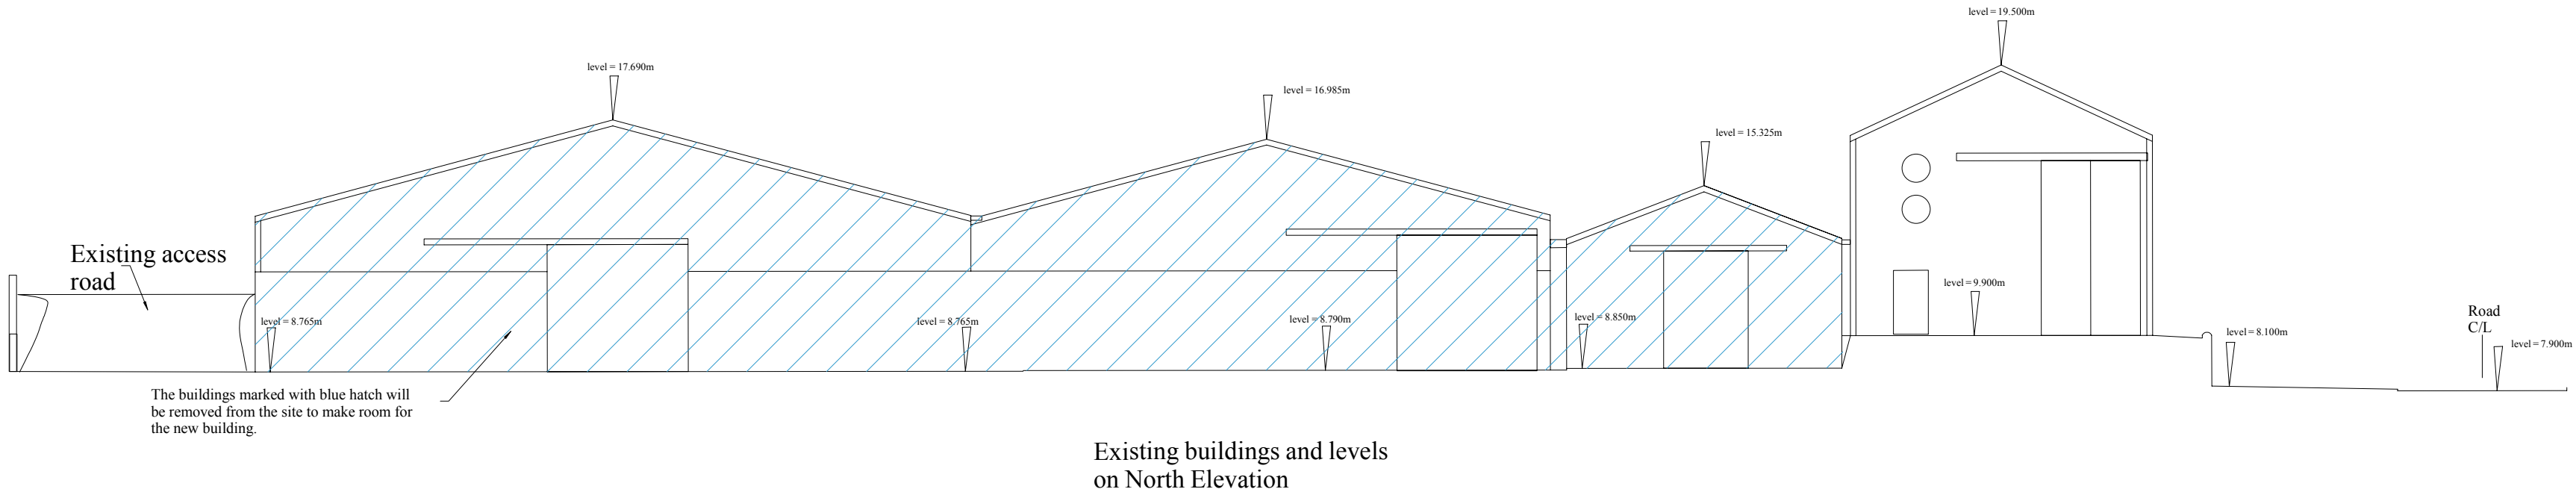 level = 19.500m
level = 17.690m
level = 16.985m
level = 15.325m
Existing access
road
level = 9.900m
level = 8.765m
level = 8.765m
level = 8.790m
level = 8.850m
Road
C/L
level = 8.100m
level = 7.900m
The buildings marked with blue hatch will
be removed from the site to make room for
the new building.
Existing buildings and levels
on North Elevation